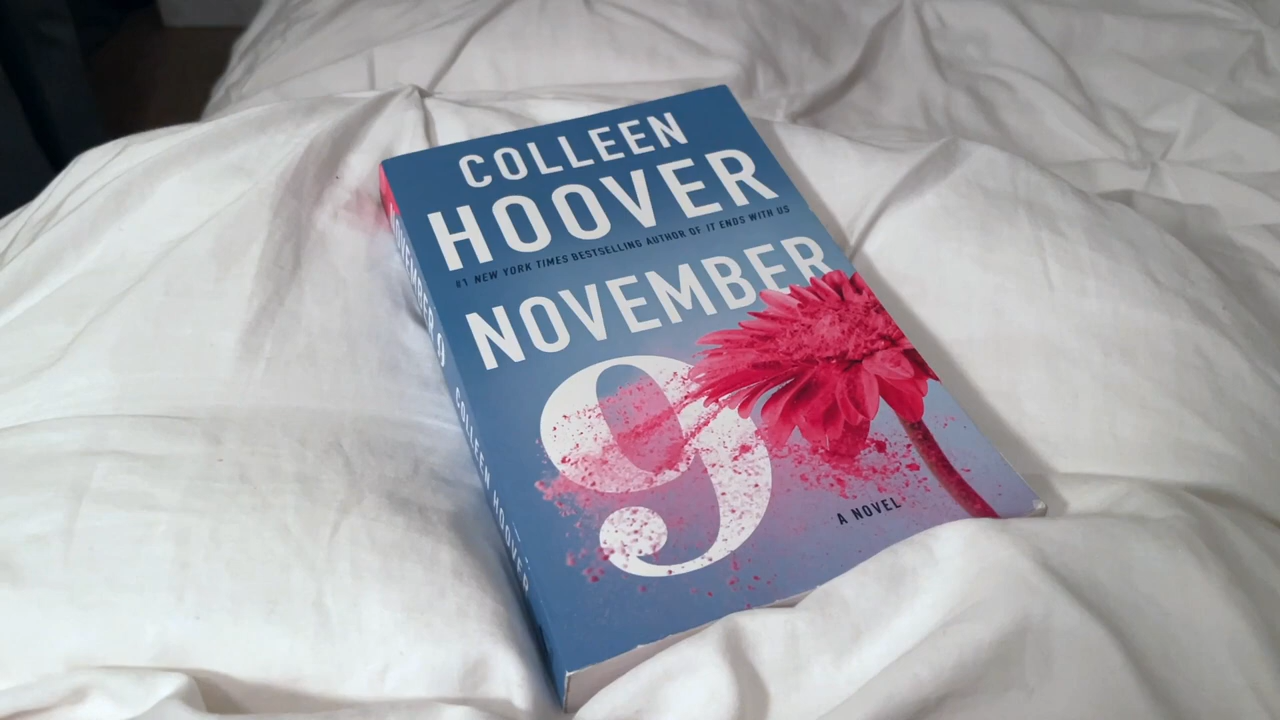 COLLEEN
HOOVER
#1 NEW YORK TIMES BESTSELLING AUTHOR OF IT ENDS WITH US
NOVEMBER
9
A NOVEL
NOVEMBER 9 COLLEEN HOOVER